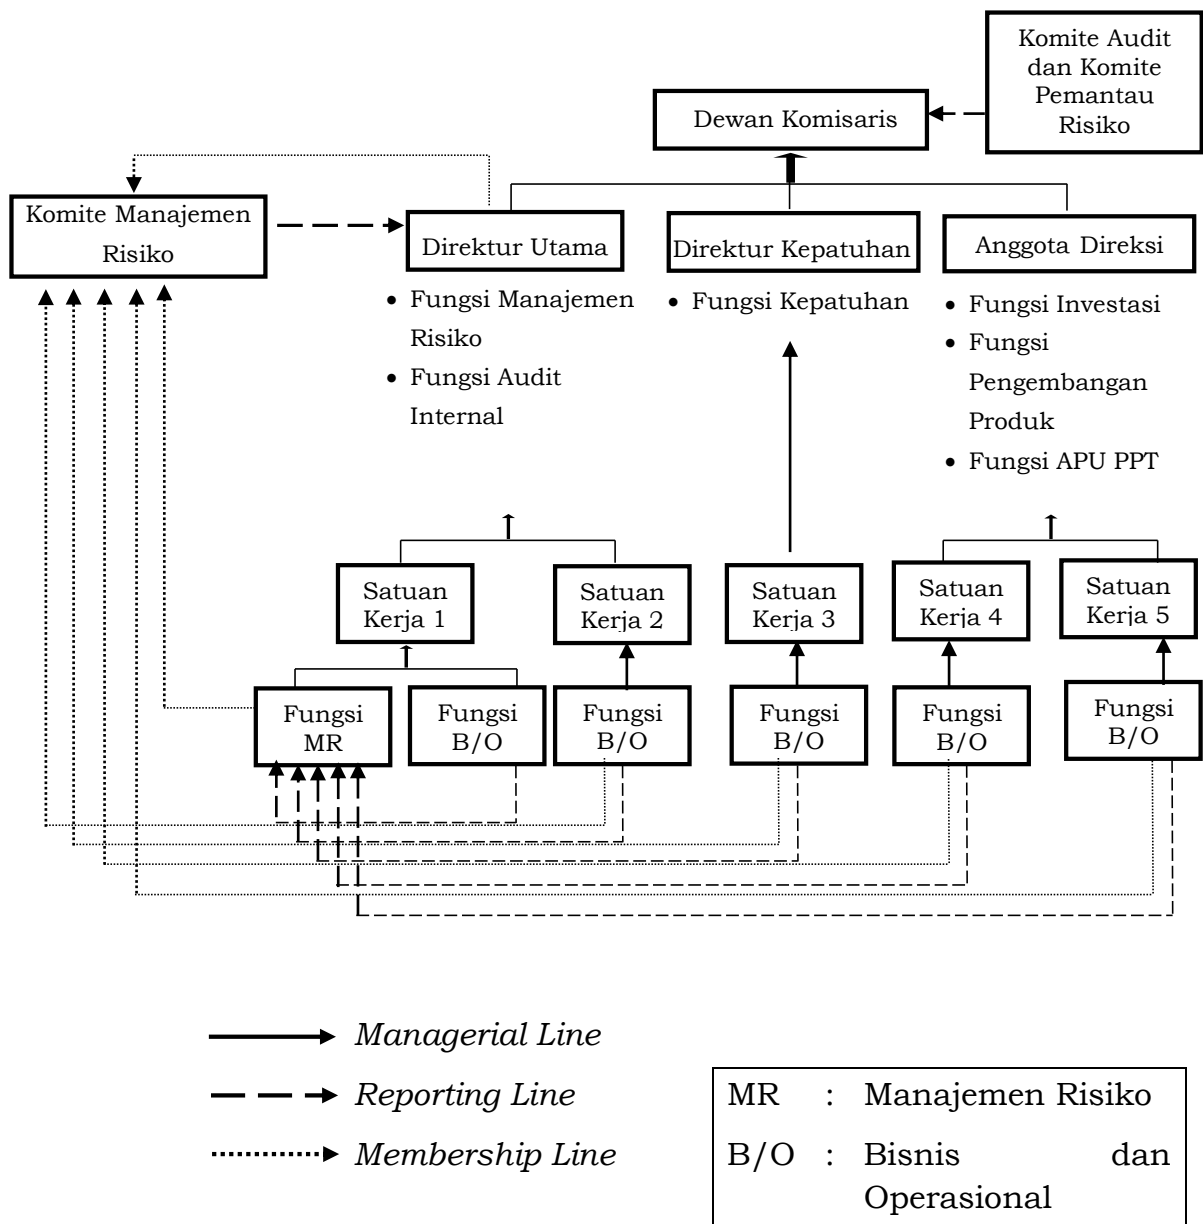 Komite Audit
dan Komite
Pemantau
Risiko
Dewan Komisaris
Komite Manajemen
Risiko
Direktur Utama
Direktur Kepatuhan
Anggota Direksi
• Fungsi Manajemen
Risiko
• Fungsi Audit
Internal
• Fungsi Kepatuhan
• Fungsi Investasi
• Fungsi
Pengembangan
Produk
• Fungsi APU PPT
Satuan
Kerja 1
Satuan
Kerja 2
Satuan
Kerja 3
Satuan
Kerja 4
Satuan
Kerja 5
Fungsi
MR
Fungsi
B/O
Fungsi
B/O
Fungsi
B/O
Fungsi
B/O
Fungsi
B/O
Managerial Line
Reporting Line
Membership Line
MR : Manajemen Risiko
B/O : Bisnis dan
Operasional